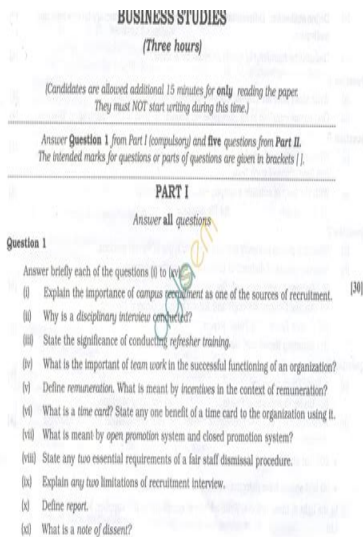 BUSINESS STUDIES
(Three hours)
(Candidates are allowed additional 15 minutes for only reading the paper.
They must NOT start writing during this time.)
Answer Question 1 from Part I (compulsory) and five questions from Part II.
The intended marks for questions or parts of questions are given in brackets [ ].
PART I
Answer all questions
Question 1
Answer briefly each of the questions (i) to (xv) [30]
(i) Explain the importance of campus recruitment as one of the sources of recruitment.
(ii) Why is a disciplinary interview conducted?
(iii) State the significance of conducting refresher training.
(iv) What is the important of team work in the successful functioning of an organization?
(v) Define remuneration. What is meant by incentives in the context of remuneration?
(vi) What is a time card? State any one benefit of a time card to the organization using it.
(vii) What is meant by open promotion system and closed promotion system?
(viii) State any two essential requirements of a fair staff dismissal procedure.
(ix) Explain any two limitations of recruitment interview.
(x) Define report.
(xi) What is a note of dissent?
aglasem